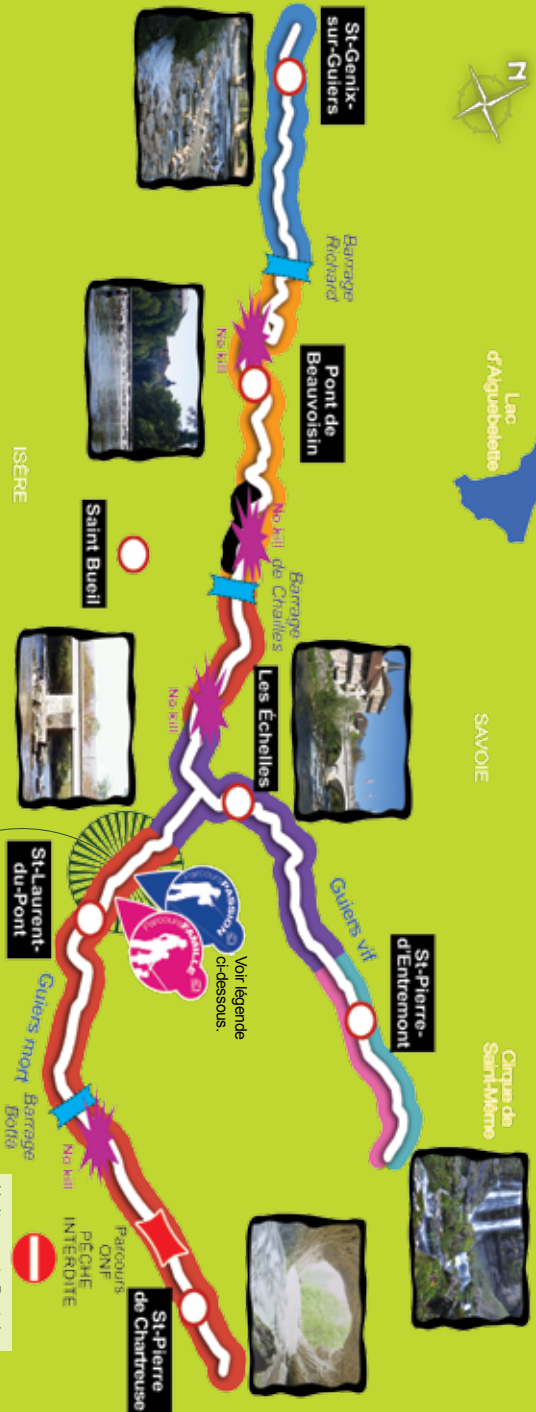 N
St-Genix-
sur-Guiers
Barrage
Richard
Lac
d'Aiguebelette
No kill
Pont de
Beauvoisin
ISÈRE
Saint Bueil
No kill
Barrage
de Chailles
SAVOIE
No kill
Les Échelles
Guiers vif
St-Pierre-
d'Entremont
Cirque de
Saint-Même
Parcours PASSION
Parcours FAMILLE
Voir légende
ci-dessous.
St-Laurent-
du-Pont
Guiers mort
Barrage
No kill
Parcours
ONF
PÊCHE
INTERDITE
St-Pierre
de Chartreuse